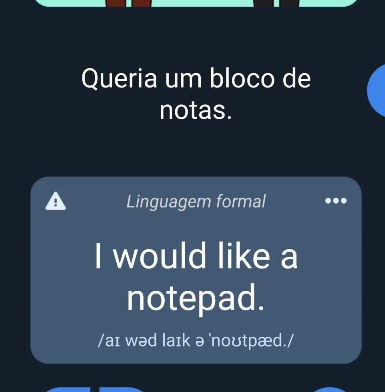 Queria um bloco de
notas.
Linguagem formal
I would like a
notepad.
/aɪ wəd laɪk ə ˈnoʊtpæd./